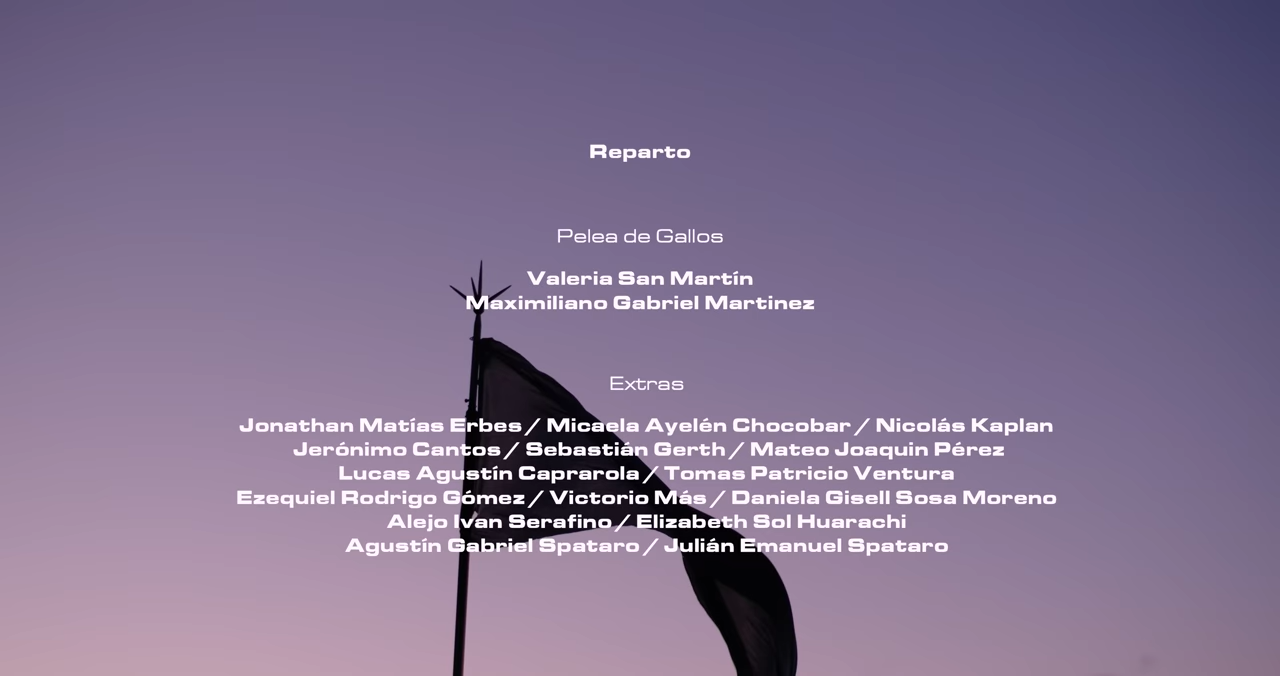 Reparto
Pelea de Gallos
Valeria San Martín
Maximiliano Gabriel Martinez
Extras
Jonathan Matías Erbes / Micaela Ayelén Chocobar / Nicolás Kaplan
Jerónimo Cantos / Sebastián Gerth / Mateo Joaquin Pérez
Lucas Agustín Caprarola / Tomas Patricio Ventura
Ezequiel Rodrigo Gómez / Victorio Más / Daniela Gisell Sosa Moreno
Alejo Ivan Serafino / Elizabeth Sol Huarachi
Agustín Gabriel Spataro / Julián Emanuel Spataro